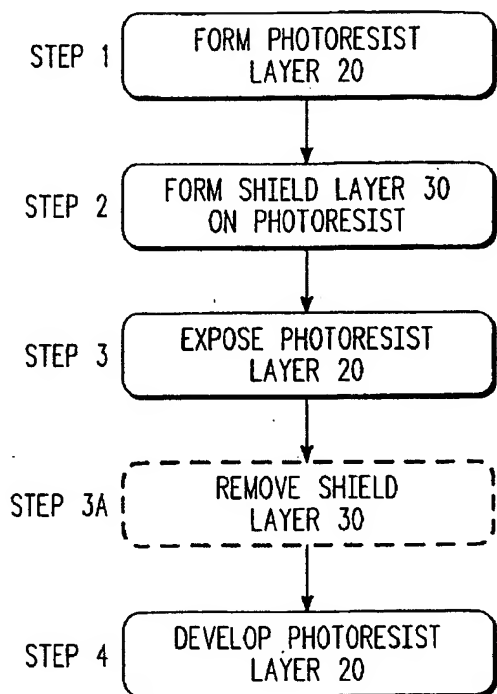 STEP 1
FORM PHOTORESIST
LAYER 20
STEP 2
FORM SHIELD LAYER 30
ON PHOTORESIST
STEP 3
EXPOSE PHOTORESIST
LAYER 20
STEP 3A
REMOVE SHIELD
LAYER 30
STEP 4
DEVELOP PHOTORESIST
LAYER 20